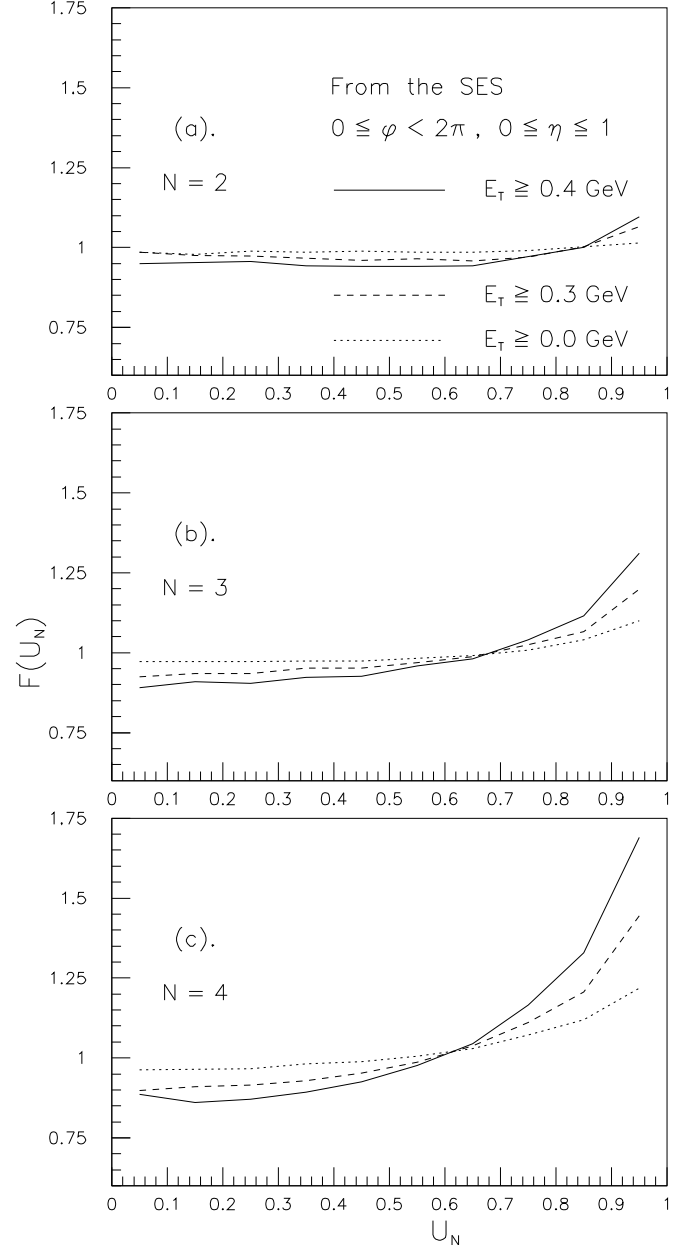 1.75
1.5
1.25
1
0.75
From the SES
(a).
0 ≤ φ < 2π , 0 ≤ η ≤ 1
N = 2
E_T ≧ 0.4 GeV
E_T ≧ 0.3 GeV
E_T ≧ 0.0 GeV
0 0.1 0.2 0.3 0.4 0.5 0.6 0.7 0.8 0.9 1
1.75
1.5
1.25
1
0.75
(b).
N = 3
F(U_N)
0 0.1 0.2 0.3 0.4 0.5 0.6 0.7 0.8 0.9 1
1.75
1.5
1.25
1
0.75
(c).
N = 4
0 0.1 0.2 0.3 0.4 0.5 0.6 0.7 0.8 0.9 1
U_N